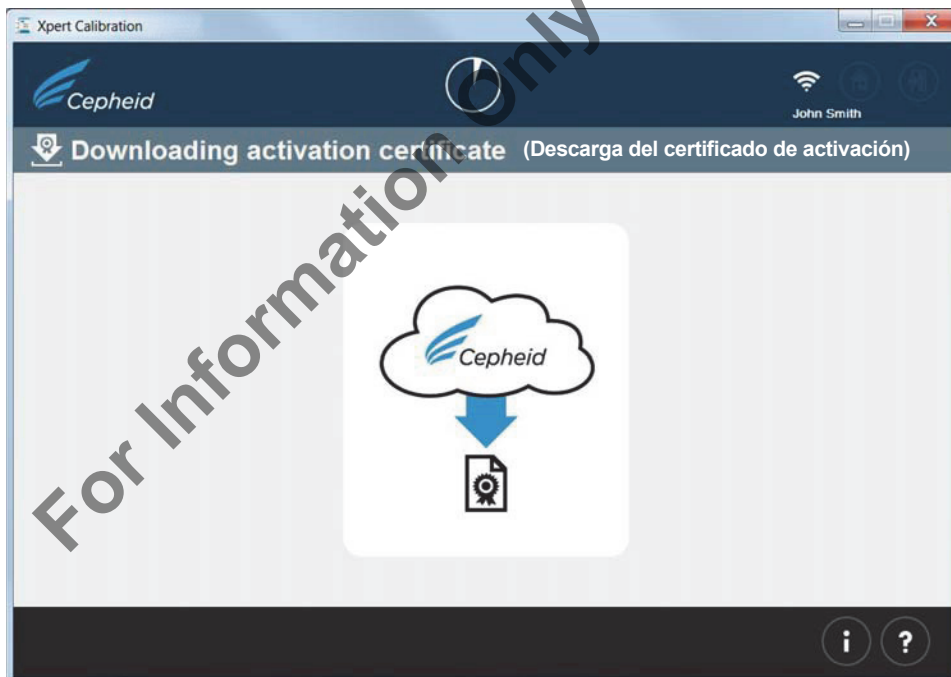 Xpert Calibration
Cepheid
John Smith
Downloading activation certificate (Descarga del certificado de activación)
Cepheid
For Information Only
i ?